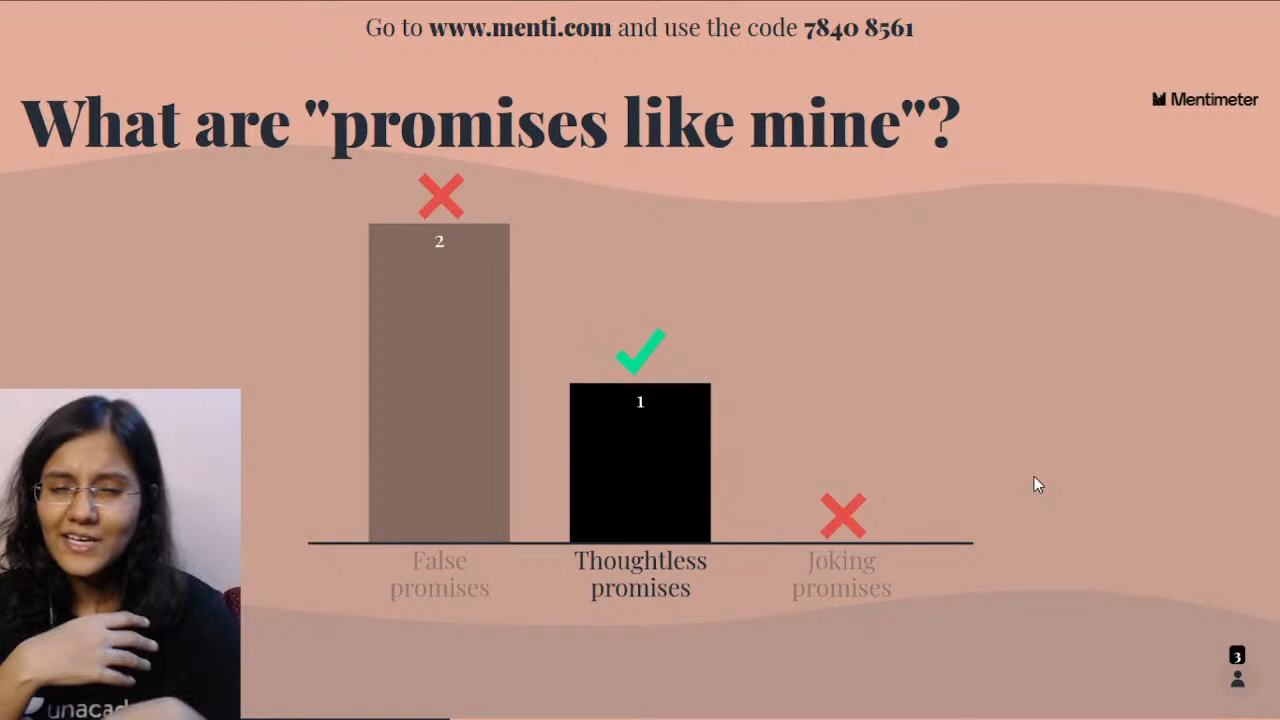 Go to www.menti.com and use the code 7840 8561
Mentimeter
What are "promises like mine"?
2
1
False
promises
Thoughtless
promises
Joking
promises
3
unacad